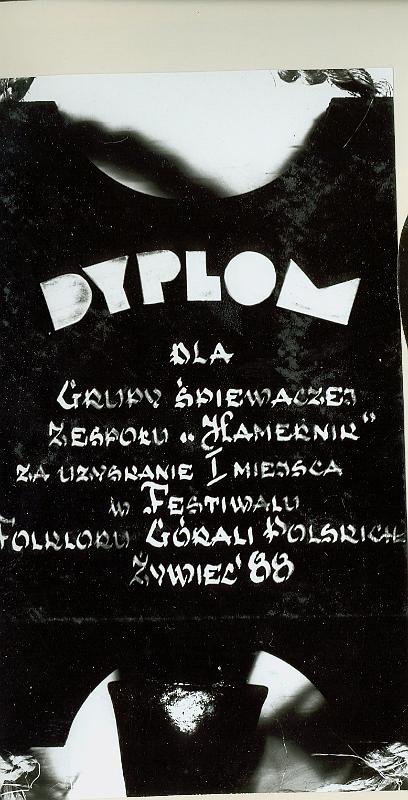 DYPLOM
DLA
GRUPY ŚPIEWACZEJ
ZESPOŁU „HAMERNIK"
ZA UZYSKANIE I MIEJSCA
W FESTIWALU
FOLKLORU GÓRALI POLSKICH
ŻYWIEC '88